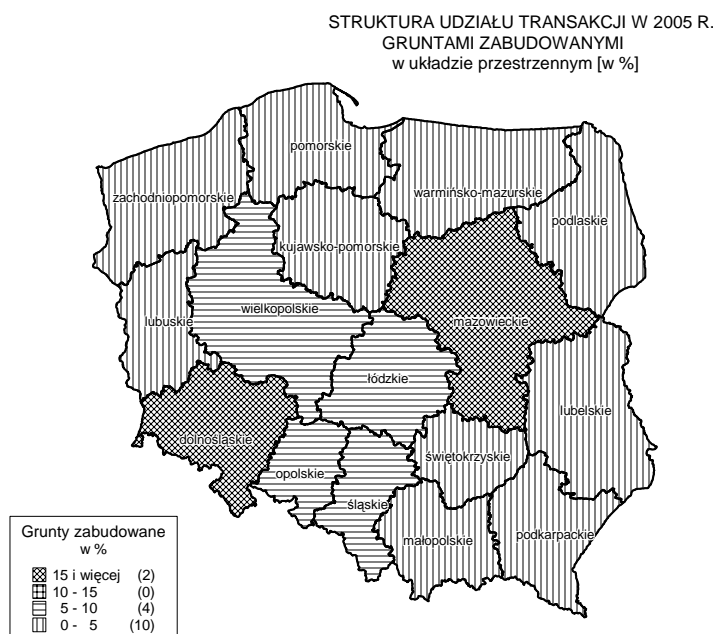 STRUKTURA UDZIAŁU TRANSAKCJI W 2005 R.
GRUNTAMI ZABUDOWANYMI
w układzie przestrzennym [w %]
pomorskie
zachodniopomorskie
warmińsko-mazurskie
podlaskie
kujawsko-pomorskie
wielkopolskie
lubuskie
mazowieckie
łódzkie
lubelskie
dolnośląskie
świętokrzyskie
opolskie
śląskie
małopolskie
podkarpackie
Grunty zabudowane
w %
15 i więcej (2)
10 - 15 (0)
5 - 10 (4)
0 - 5 (10)